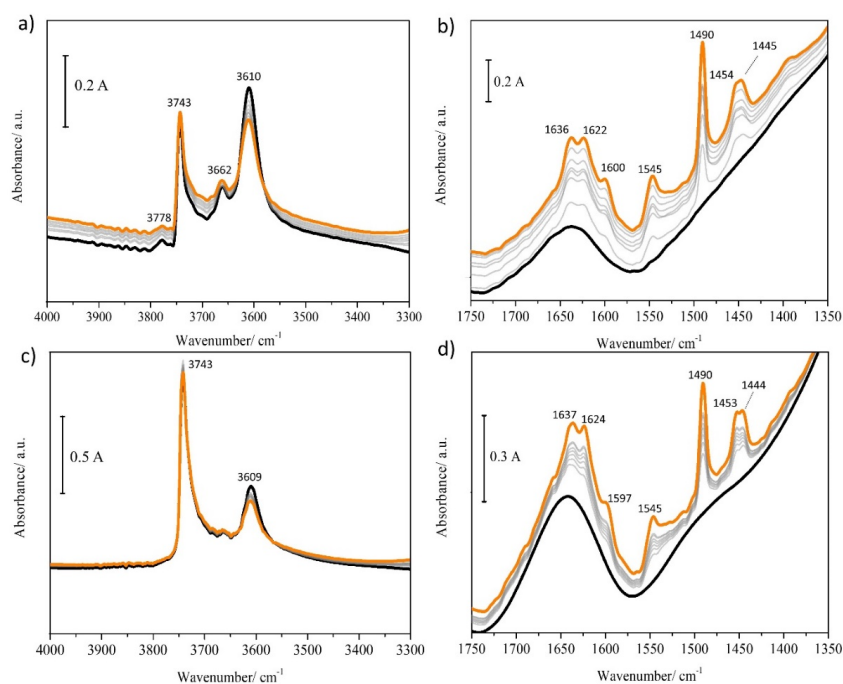 a)
0.2 A
3778
3743
3662
3610
Absorbance/ a.u.
4000 3900 3800 3700 3600 3500 3400 3300
Wavenumber/ cm-1
b)
0.2 A
1636
1622
1600
1545
1490
1454
1445
Absorbance/ a.u.
1750 1700 1650 1600 1550 1500 1450 1400 1350
Wavenumber/ cm-1
c)
0.5 A
3743
3609
Absorbance/ a.u.
4000 3900 3800 3700 3600 3500 3400 3300
Wavenumber/ cm-1
d)
0.3 A
1637
1624
1597
1545
1490
1453
1444
Absorbance/ a.u.
1750 1700 1650 1600 1550 1500 1450 1400 1350
Wavenumber/ cm-1